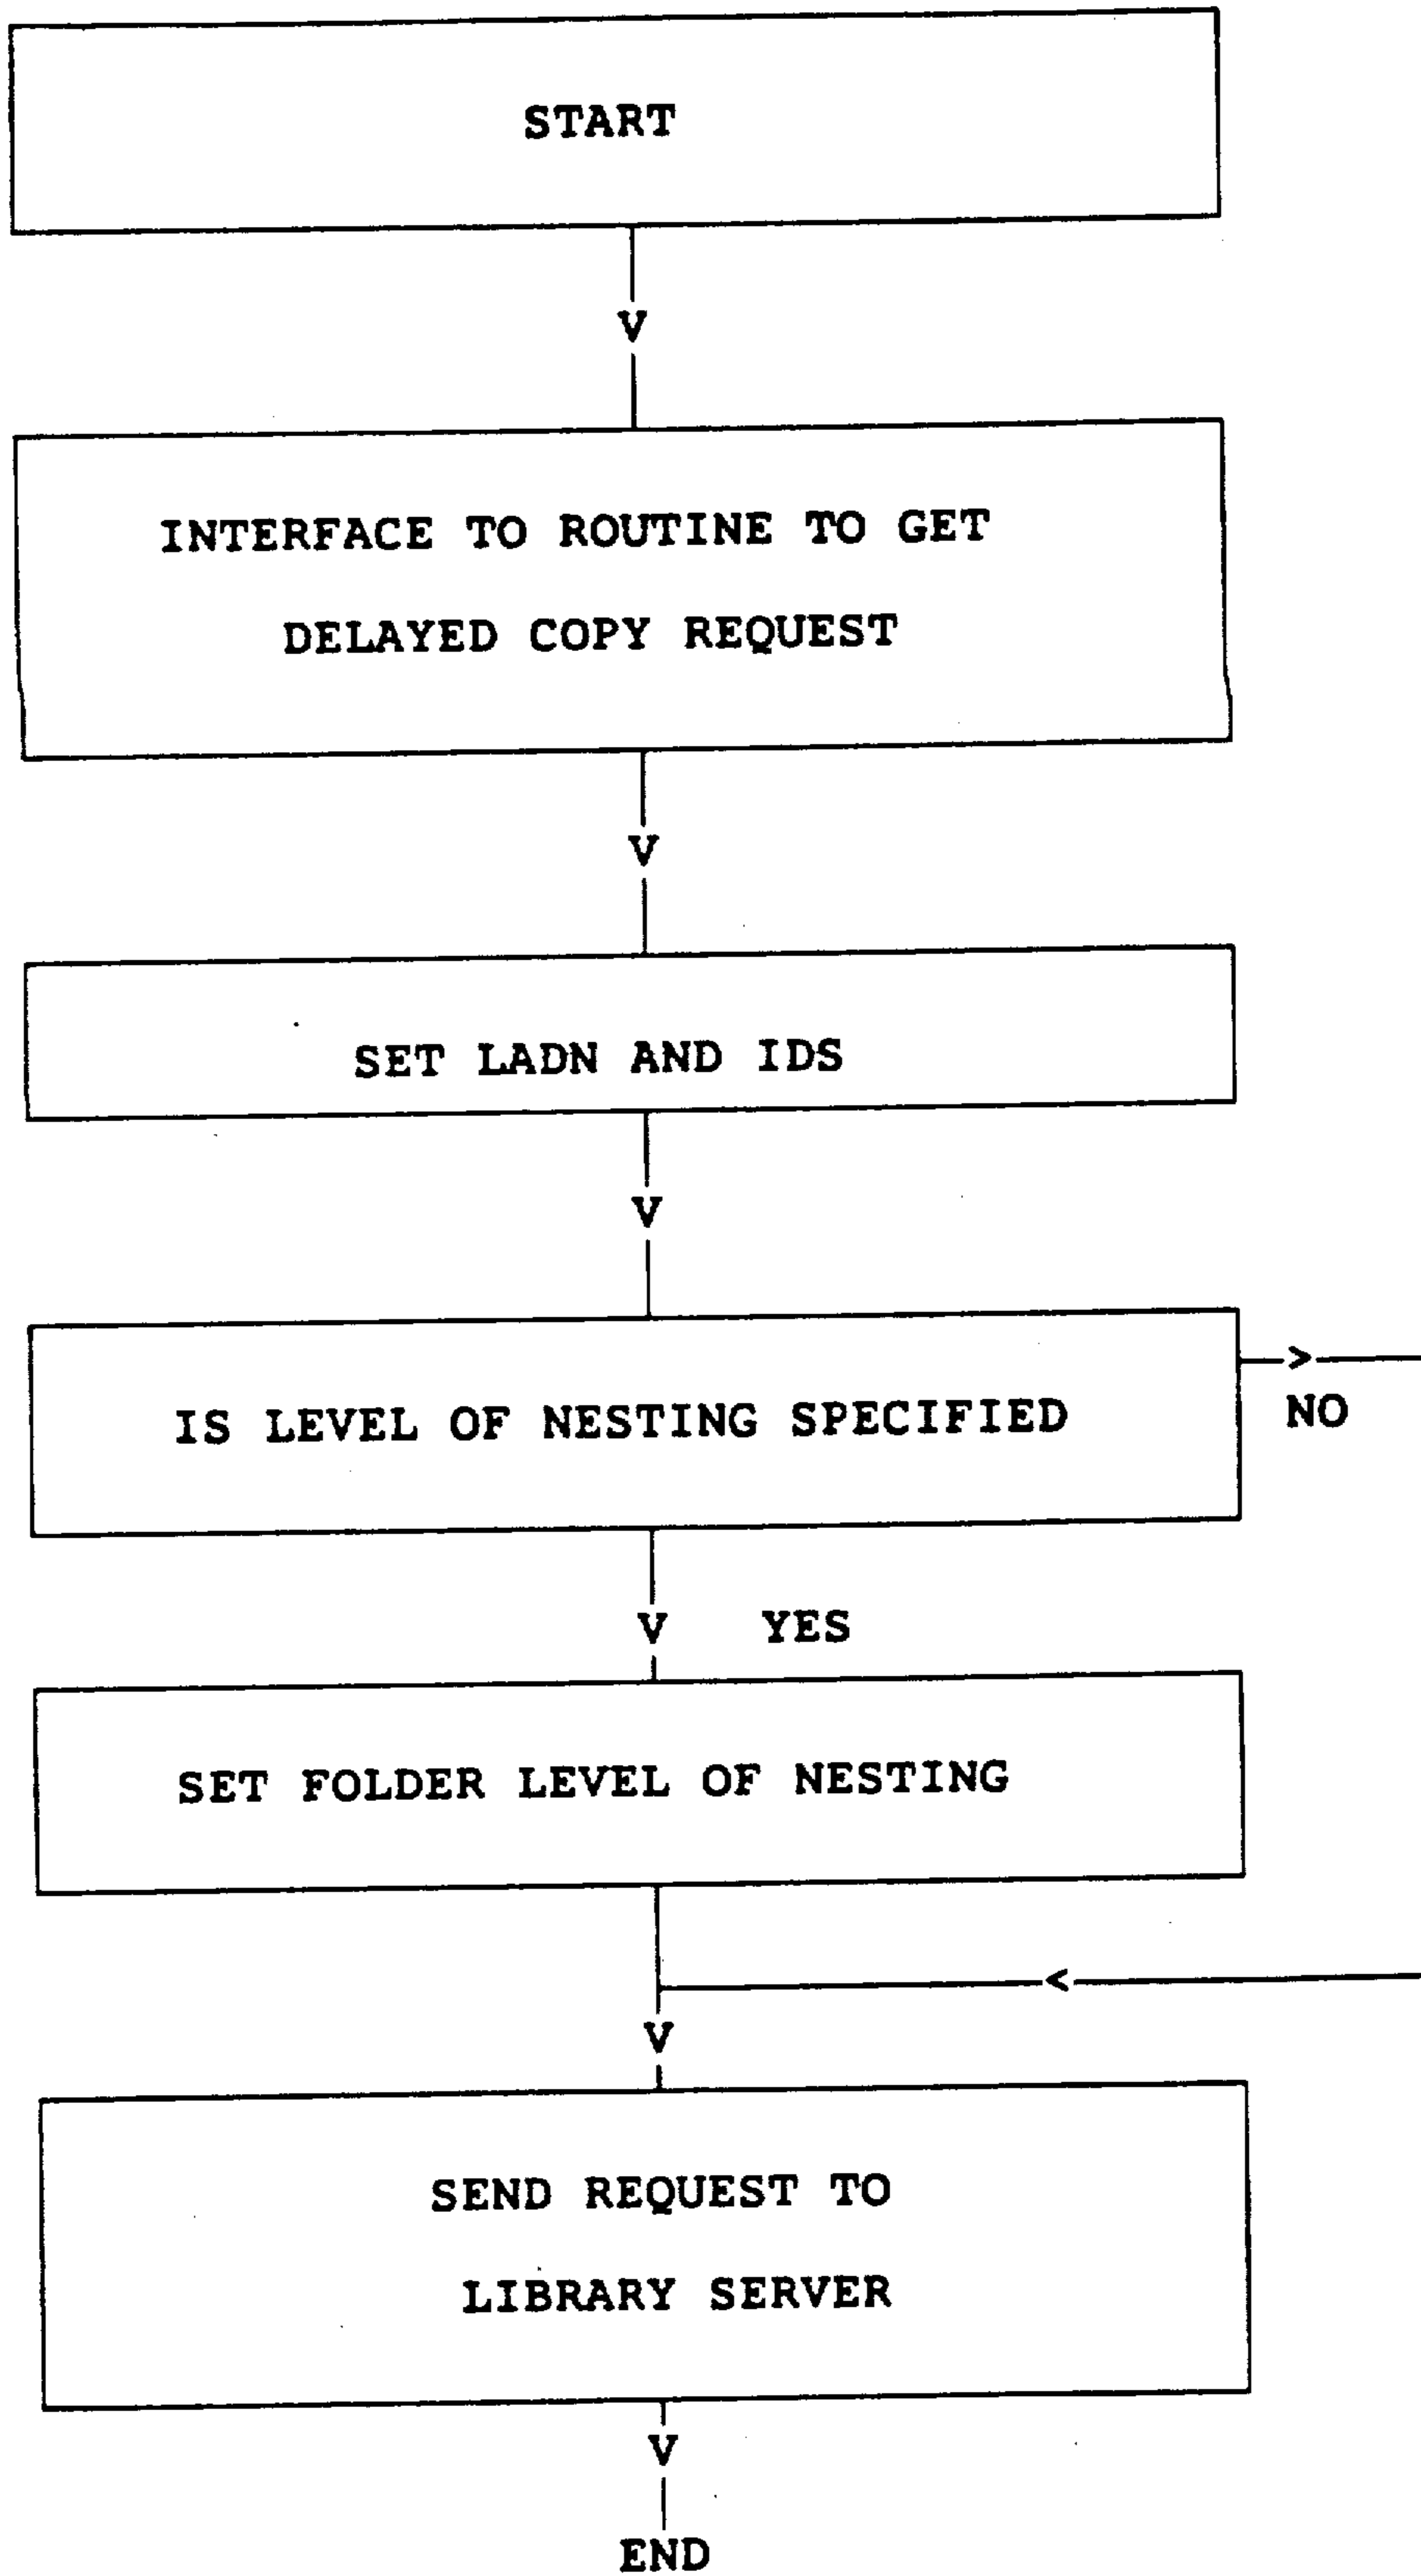 START
V
INTERFACE TO ROUTINE TO GET
DELAYED COPY REQUEST
V
SET LADN AND IDS
V
IS LEVEL OF NESTING SPECIFIED
>
NO
V YES
SET FOLDER LEVEL OF NESTING
<
V
SEND REQUEST TO
LIBRARY SERVER
V
END